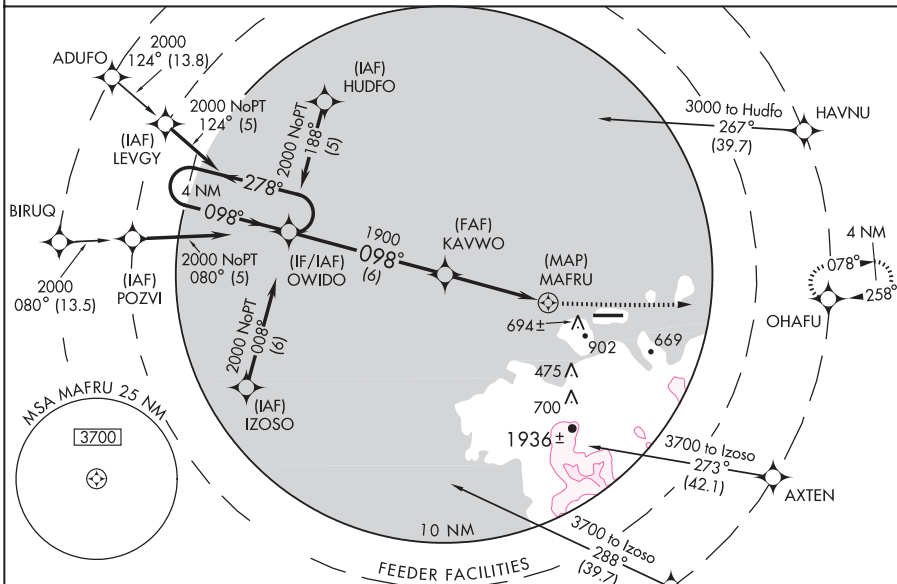 ADUFO
2000
124° (13.8)
2000 NoPT
124° (5)
(IAF)
LEVGY
(IAF)
HUDFO
2000 NoPT
188°
(5)
3000 to Hudfo
267°
(39.7)
HAVNU
278°
4 NM
098°
BIRUQ
2000
080° (13.5)
(IAF)
POZVI
2000 NoPT
080° (5)
(IF/IAF)
OWIDO
1900
098°
(6)
(FAF)
KAVWO
(MAP)
MAFRU
4 NM
078°
258°
OHAFU
694±
902
669
2000 NoPT
008°
(6)
(IAF)
IZOSO
475
700
1936±
MSA MAFRU 25 NM
3700
3700 to Izoso
273°
(42.1)
AXTEN
3700 to Izoso
288°
(39.7)
10 NM
FEEDER FACILITIES